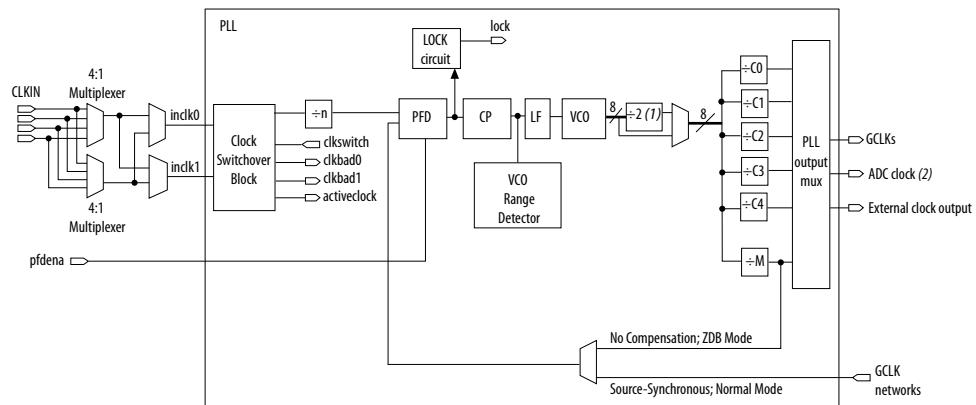 PLL
lock
LOCK
circuit
4:1
Multiplexer
CLKIN
inclk0
÷n
PFD
CP
LF
VCO
8
÷2 (1)
8
÷C0
÷C1
÷C2
÷C3
÷C4
÷M
PLL
output
mux
GCLKs
ADC clock (2)
External clock output
Clock
Switchover
Block
clkswitch
clkbad0
clkbad1
activeclock
inclk1
4:1
Multiplexer
VCO
Range
Detector
pfdena
No Compensation; ZDB Mode
Source-Synchronous; Normal Mode
GCLK
networks